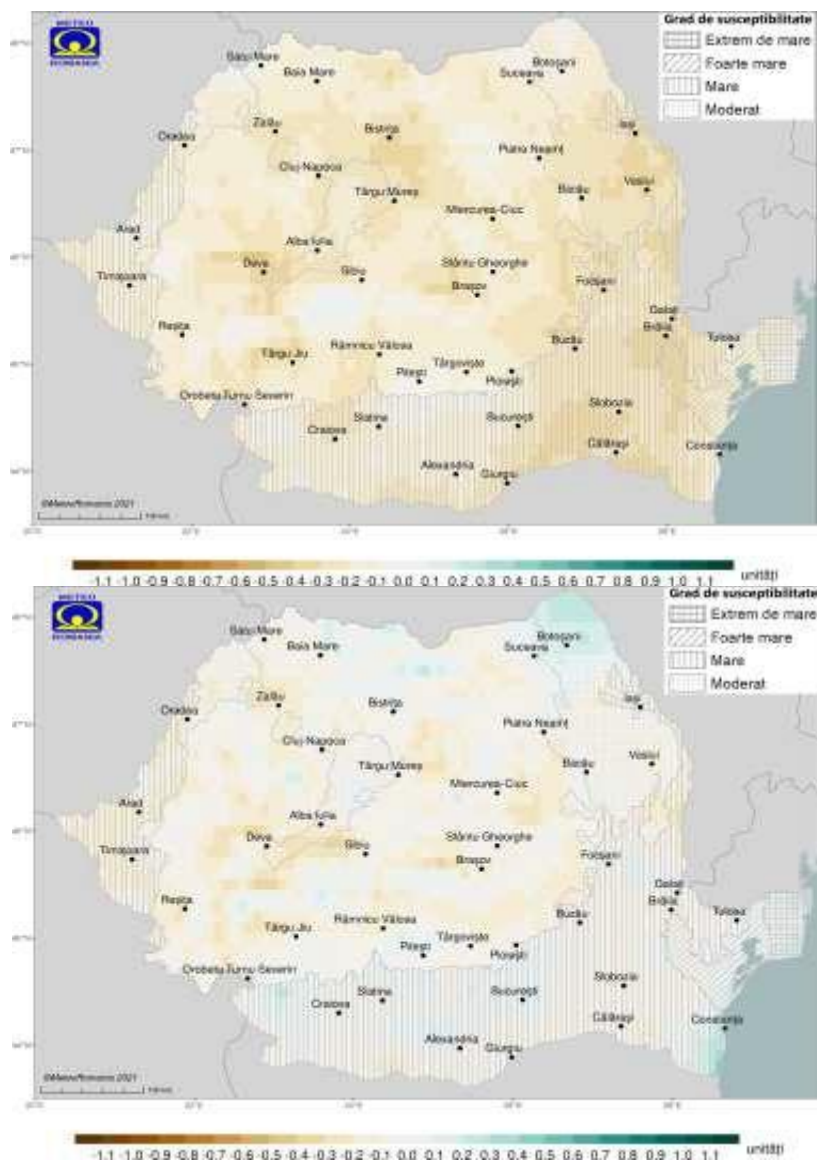 METEO
ROMANIA
Grad de susceptibilitate
Extrem de mare
Foarte mare
Mare
Moderat
Satu Mare
Baia Mare
Suceava
Botoșani
Oradea
Zalău
Bistrița
Iași
Cluj-Napoca
Piatra Neamț
Târgu Mureș
Bacău
Vaslui
Miercurea-Ciuc
Arad
Alba Iulia
Timișoara
Deva
Sibiu
Sfântu Gheorghe
Brașov
Focșani
Galați
Brăila
Tulcea
Reșița
Târgu Jiu
Râmnicu Vâlcea
Târgoviște
Buzău
Pitești
Ploiești
Drobeta Turnu Severin
Slatina
București
Slobozia
Craiova
Călărași
Constanța
Alexandria
Giurgiu
©MeteoRomania 2021
-1.1 -1.0 -0.9 -0.8 -0.7 -0.6 -0.5 -0.4 -0.3 -0.2 -0.1 0.0 0.1 0.2 0.3 0.4 0.5 0.6 0.7 0.8 0.9 1.0 1.1 unități
METEO
ROMANIA
Grad de susceptibilitate
Extrem de mare
Foarte mare
Mare
Moderat
Satu Mare
Baia Mare
Suceava
Botoșani
Oradea
Zalău
Bistrița
Iași
Cluj-Napoca
Piatra Neamț
Târgu Mureș
Bacău
Vaslui
Miercurea-Ciuc
Arad
Alba Iulia
Timișoara
Deva
Sibiu
Sfântu Gheorghe
Brașov
Focșani
Galați
Brăila
Tulcea
Reșița
Târgu Jiu
Râmnicu Vâlcea
Târgoviște
Buzău
Pitești
Ploiești
Drobeta Turnu Severin
Slatina
București
Slobozia
Craiova
Călărași
Constanța
Alexandria
Giurgiu
©MeteoRomania 2021
-1.1 -1.0 -0.9 -0.8 -0.7 -0.6 -0.5 -0.4 -0.3 -0.2 -0.1 0.0 0.1 0.2 0.3 0.4 0.5 0.6 0.7 0.8 0.9 1.0 1.1 unități